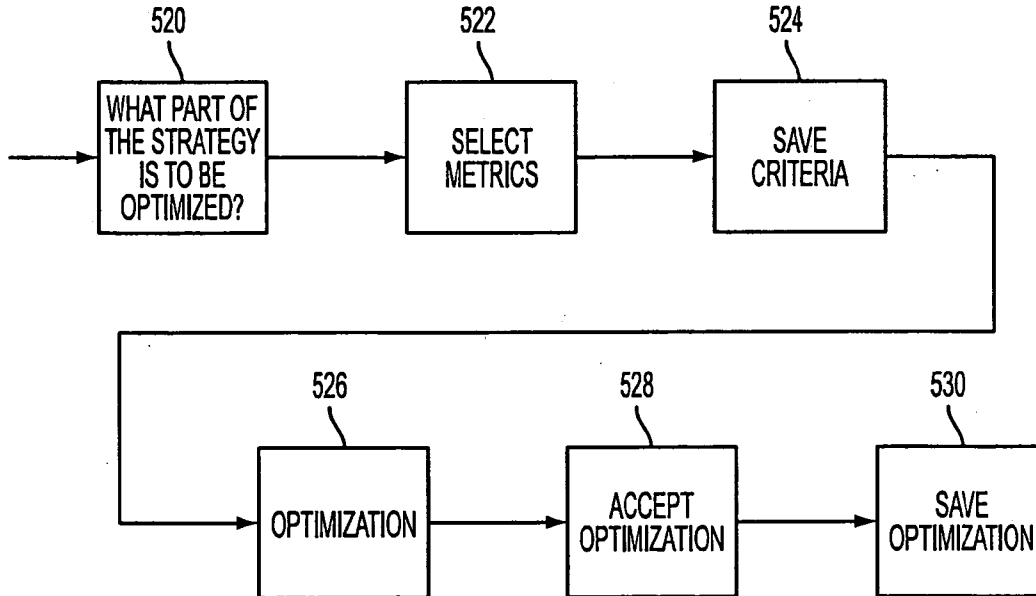 520
522
524
WHAT PART OF
THE STRATEGY
IS TO BE
OPTIMIZED?
SELECT
METRICS
SAVE
CRITERIA
526
528
530
OPTIMIZATION
ACCEPT
OPTIMIZATION
SAVE
OPTIMIZATION